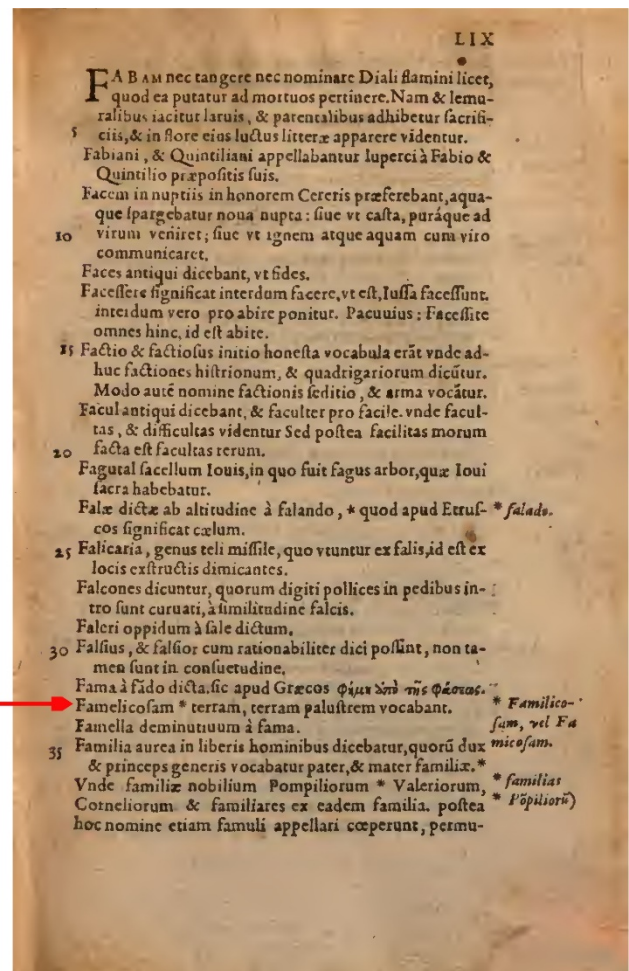 LIX
FABAM nec tangere nec nominare Diali flamini licet,
quod ea putatur ad mortuos pertinere. Nam & lemu-
ralibus iacitur laruis, & parentalibus adhibetur ſacrifi-
5 ciis, & in flore eius luctus litteræ apparere videntur.
Fabiani, & Quintiliani appellabantur luperci à Fabio &
Quintilio præpoſitis ſuis.
Facem in nuptiis in honorem Cereris præferebant, aqua-
que ſpargebatur noua nupta: ſiue vt caſta, puráque ad
10 virum veniret; ſiue vt ignem atque aquam cum viro
communicaret.
Faces antiqui dicebant, vt fides.
Faceſſere ſignificat interdum facere, vt eſt, Iuſſa faceſſunt.
interdum vero pro abire ponitur. Pacuuius: Faceſſite
omnes hinc, id eſt abite.
15 Factio & factioſus initio honeſta vocabula erāt vnde ad-
huc factiones hiſtrionum, & quadrigariorum dicūtur.
Modo autē nomine factionis ſeditio, & arma vocātur.
Facul antiqui dicebant, & faculter pro facile. vnde facul-
tas, & difficultas videntur Sed poſtea facilitas morum
20 facta eſt facultas rerum.
Fagutal ſacellum Iouis, in quo fuit fagus arbor, quæ Ioui
ſacra habebatur.
Falæ dictæ ab altitudine à falando, * quod apud Etruſ- * falado.
cos ſignificat cælum.
25 Falicaria, genus teli miſſile, quo vtuntur ex falis, id eſt ex
locis exſtructis dimicantes.
Falcones dicuntur, quorum digiti pollices in pedibus in-
tro ſunt curuati, à ſimilitudine falcis.
Faleri oppidum à ſale dictum.
30 Falſius, & falſior cum rationabiliter dici poſſint, non ta-
men ſunt in conſuetudine.
Fama à fādo dicta. ſic apud Græcos φήμη ἀπὸ τῆς φάσεως.
Famelicoſam * terram, terram paluſtrem vocabant. * Familico-
Famella deminutiuum à fama. ſam, vel Fa
35 Familia aurea in liberis hominibus dicebatur, quorū dux micoſam.
& princeps generis vocabatur pater, & mater familiæ. *
Vnde familiæ nobilium Pompiliorum * Valeriorum, * familias
Corneliorum & familiares ex eadem familia. poſtea * Pōpiliorū)
hoc nomine etiam famuli appellari cœperunt, permu-